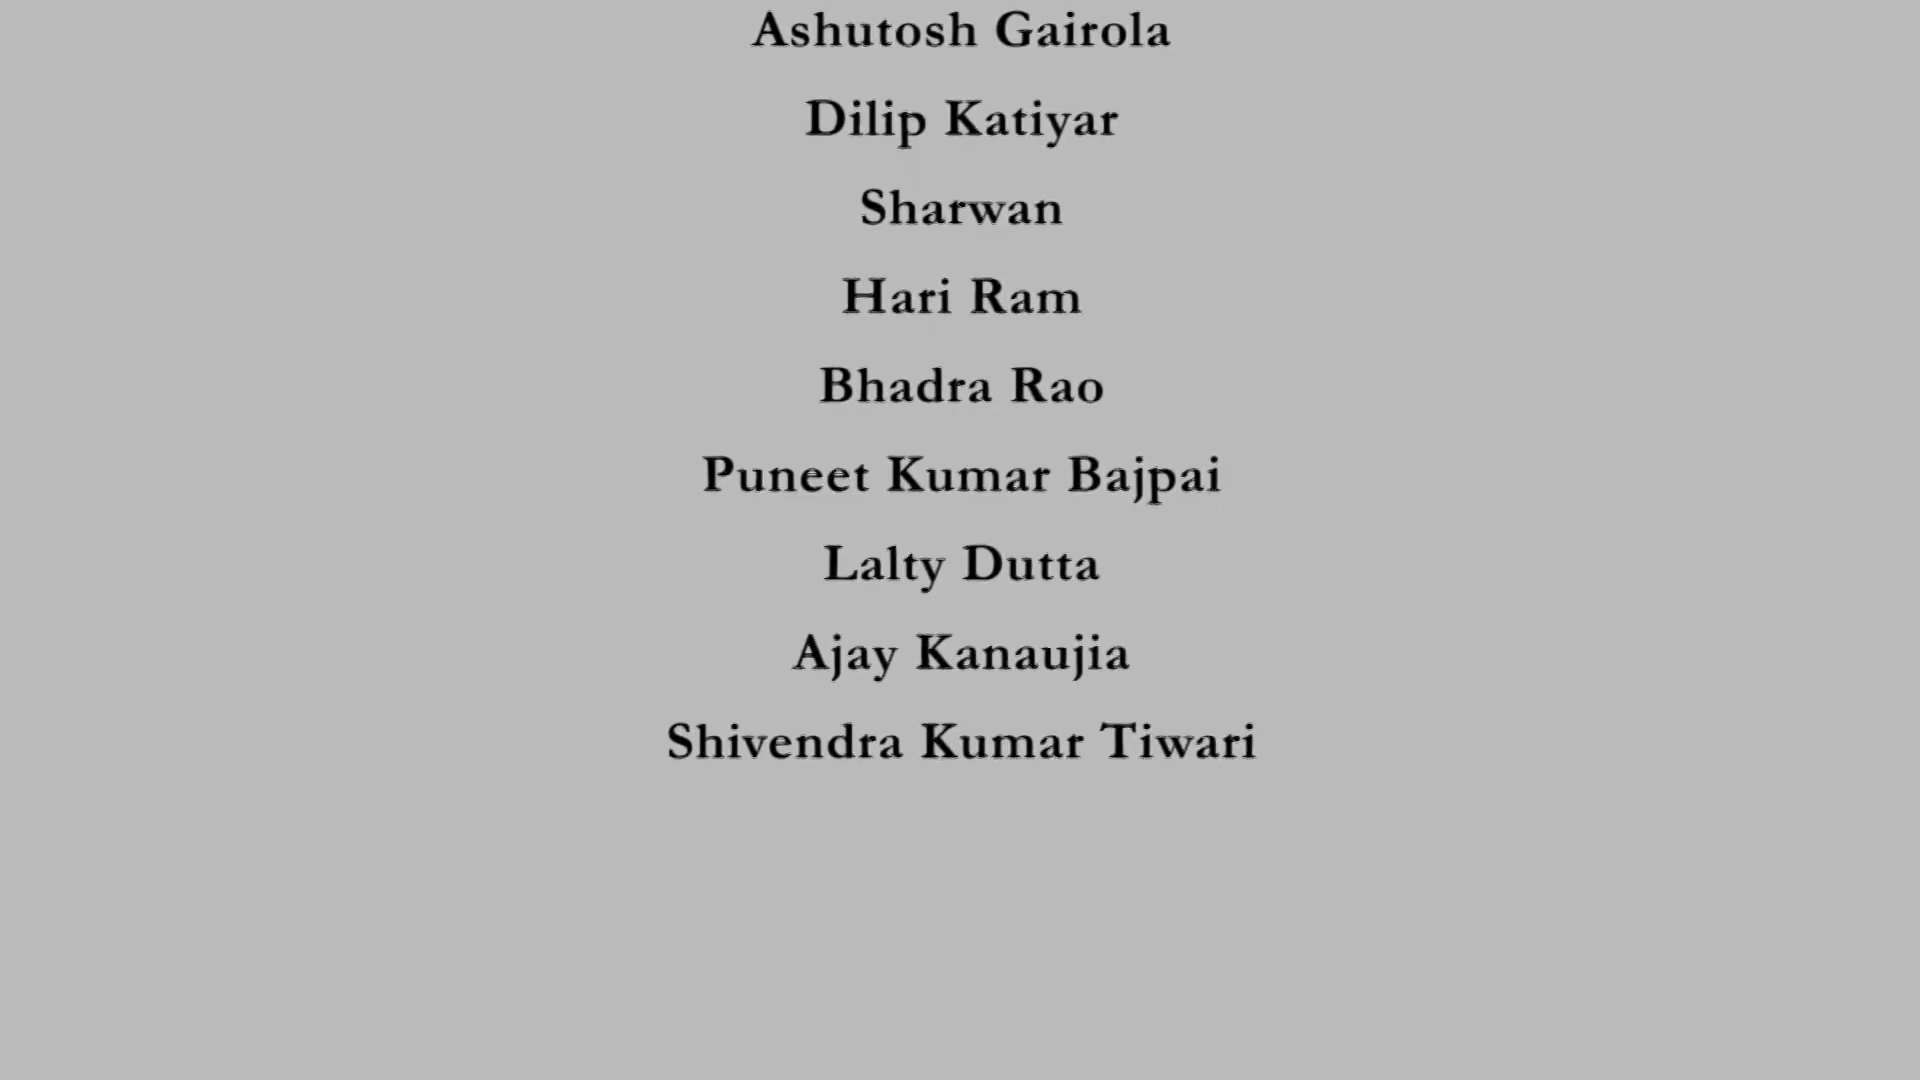 Ashutosh Gairola
Dilip Katiyar
Sharwan
Hari Ram
Bhadra Rao
Puneet Kumar Bajpai
Lalty Dutta
Ajay Kanaujia
Shivendra Kumar Tiwari